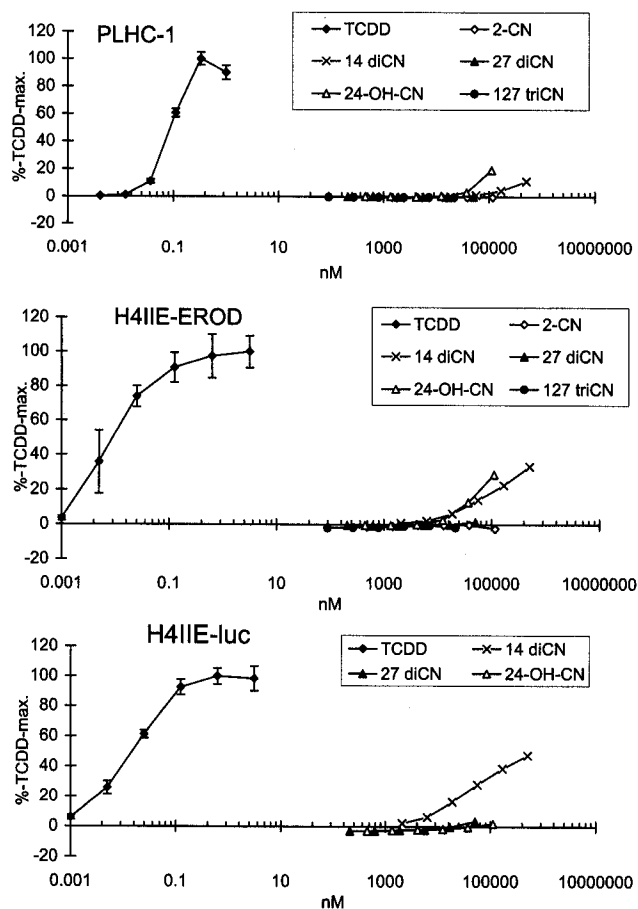 PLHC-1
TCDD 2-CN
14 diCN 27 diCN
24-OH-CN 127 triCN
%-TCDD-max.
120
100
80
60
40
20
0
-20
0.001 0.1 10 1000 100000 10000000
nM
H4IIE-EROD
TCDD 2-CN
14 diCN 27 diCN
24-OH-CN 127 triCN
%-TCDD-max.
120
100
80
60
40
20
0
-20
0.001 0.1 10 1000 100000 10000000
nM
H4IIE-luc
TCDD 14 diCN
27 diCN 24-OH-CN
%-TCDD-max.
120
100
80
60
40
20
0
-20
0.001 0.1 10 1000 100000 10000000
nM